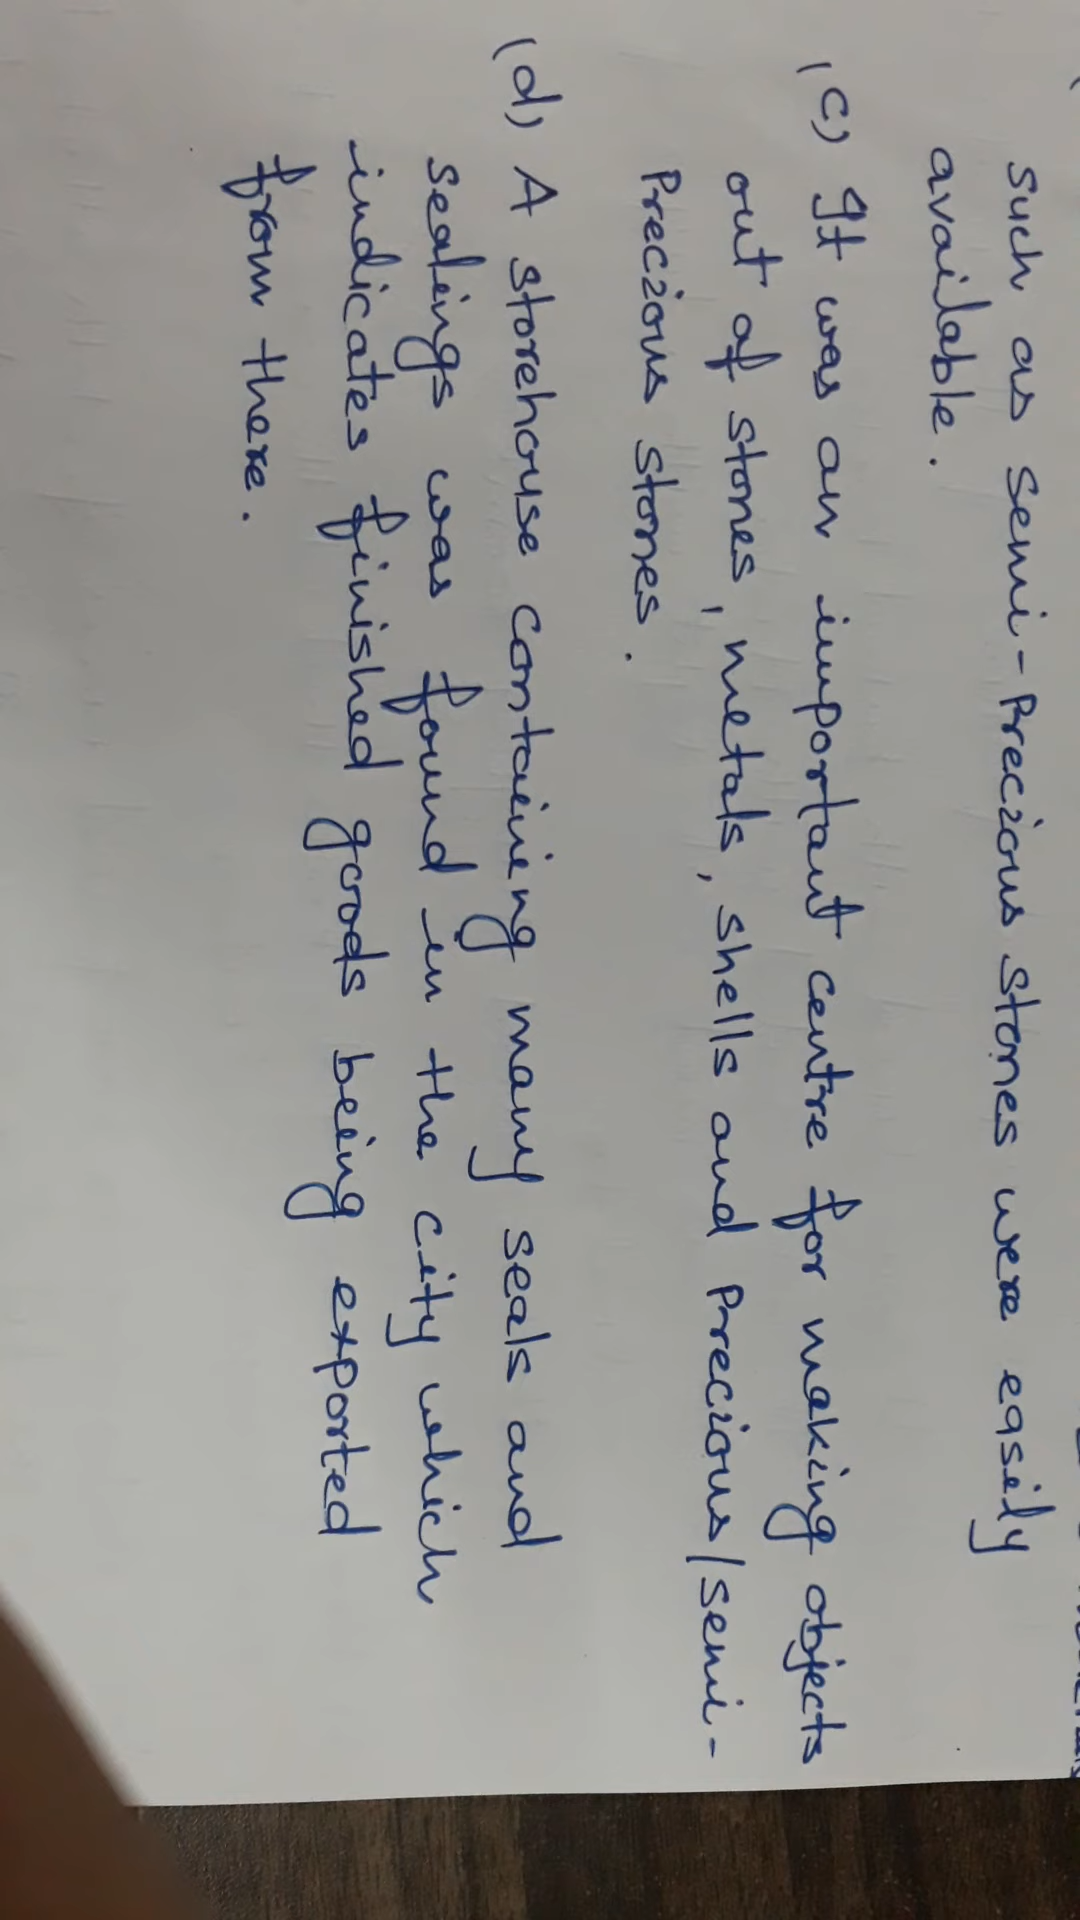 such as semi-Precious stones were easily
available.
(C) It was an important centre for making objects
out of stones, metals, shells and Precious/semi-
Precious stones.
(d) A storehouse containing many seals and
sealings was found in the city which
indicates finished goods being exported
from there.